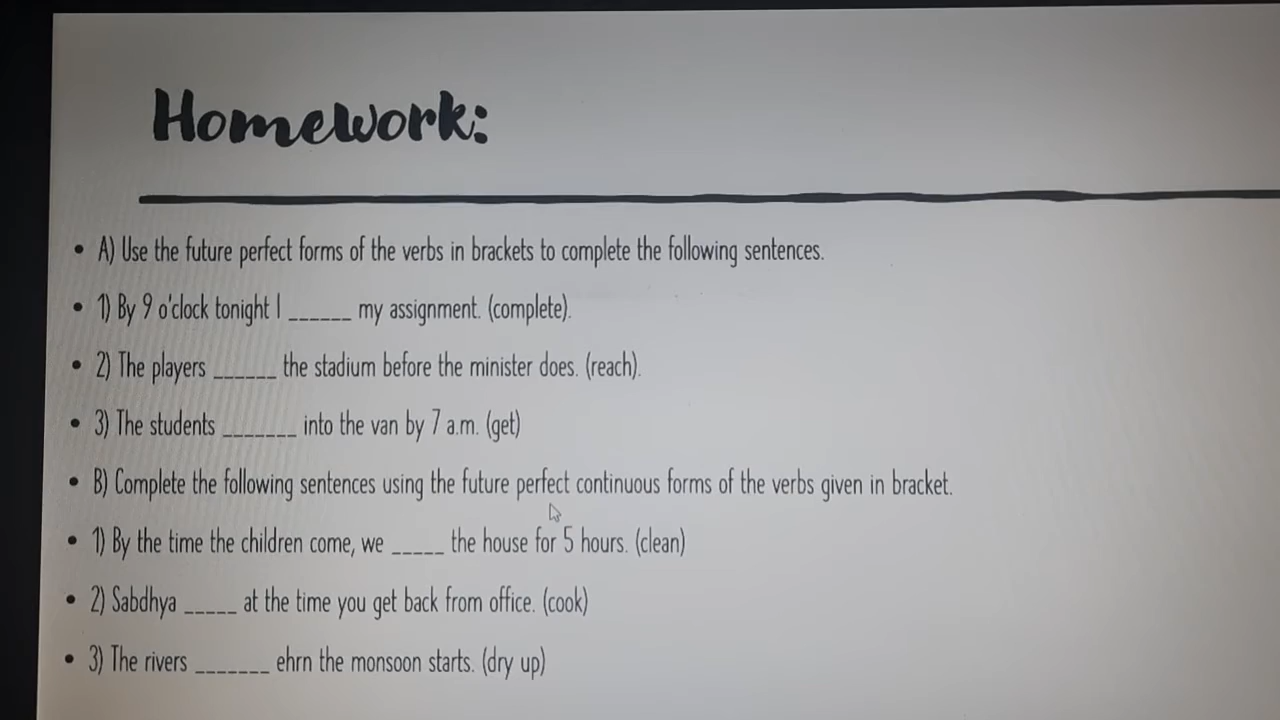 Homework:
• A) Use the future perfect forms of the verbs in brackets to complete the following sentences.
• 1) By 9 o'clock tonight I ______ my assignment. (complete).
• 2) The players ______ the stadium before the minister does. (reach).
• 3) The students _______ into the van by 7 a.m. (get)
• B) Complete the following sentences using the future perfect continuous forms of the verbs given in bracket.
• 1) By the time the children come, we _____ the house for 5 hours. (clean)
• 2) Sabdhya _____ at the time you get back from office. (cook)
• 3) The rivers _______ ehrn the monsoon starts. (dry up)